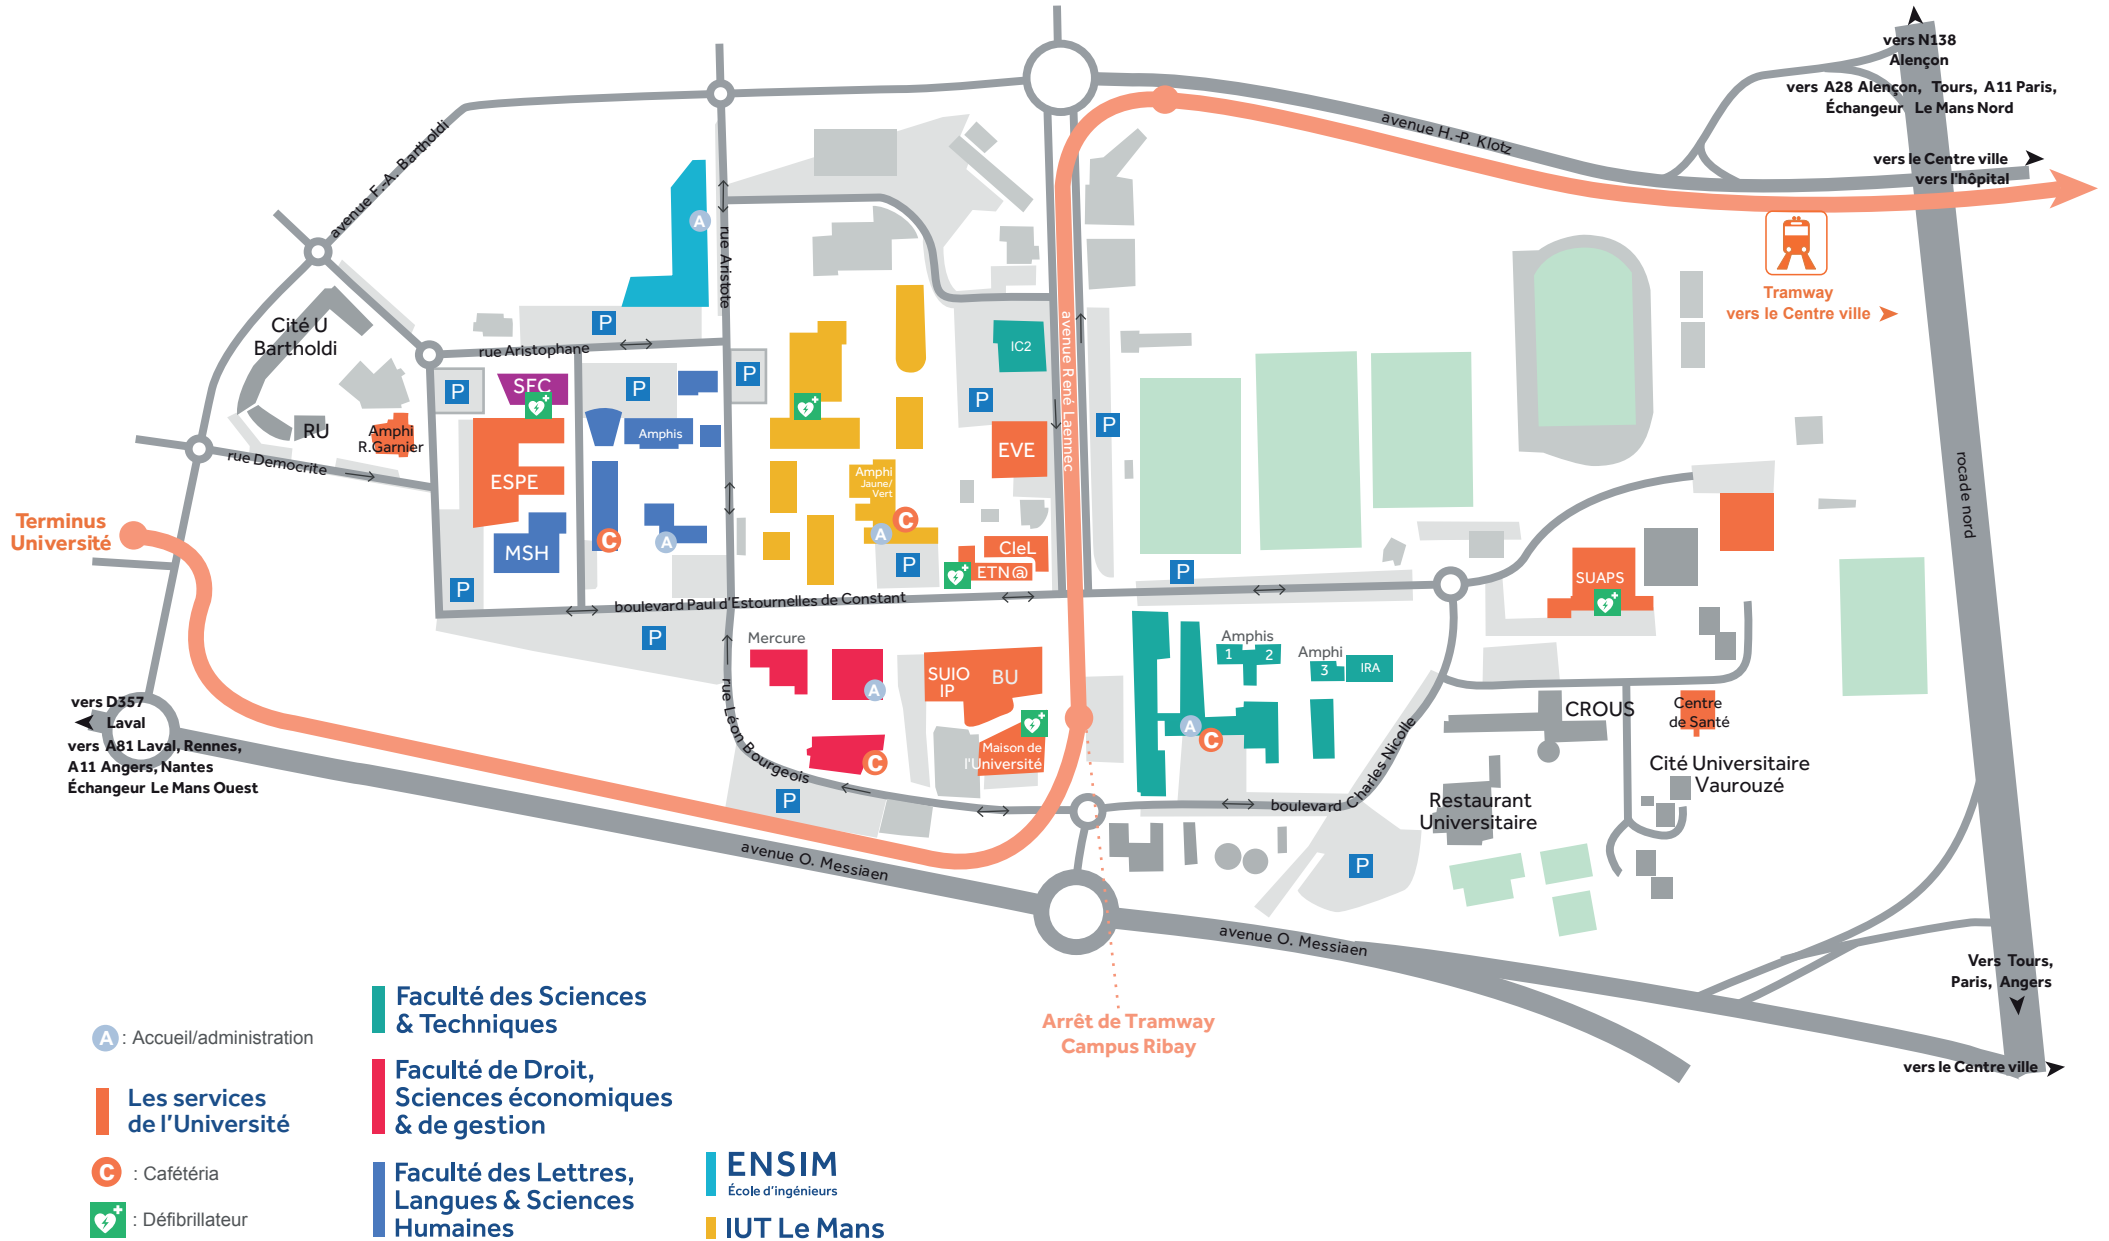 vers N138
Alençon
vers A28 Alençon, Tours, A11 Paris,
Échangeur Le Mans Nord
avenue H.-P. Klotz
vers le Centre ville
vers l'hôpital
Tramway
vers le Centre ville
avenue F.-A. Bartholdi
A
rue Aristote
Cité U
Bartholdi
P
rue Aristophane
IC2
avenue René Laennec
P
SFC
P
P
P
P
RU
Amphi
R.Garnier
Amphis
EVE
rue Democrite
ESPE
Amphi
Jaune/
Vert
rocade nord
Terminus
Université
MSH
C
A
C
A
P
CIeL
ETN@
P
SUAPS
P
boulevard Paul d'Estournelles de Constant
P
Mercure
Amphis
1
2
Amphi
3
IRA
SUIO
IP
BU
A
rue Léon Bourgeois
vers D357
Laval
vers A81 Laval, Rennes,
A11 Angers, Nantes
Échangeur Le Mans Ouest
Maison de
l'Université
C
A
C
CROUS
Centre
de Santé
Cité Universitaire
Vaurouzé
Restaurant
Universitaire
P
boulevard Charles Nicolle
P
avenue O. Messiaen
avenue O. Messiaen
Vers Tours,
Paris, Angers
vers le Centre ville
Arrêt de Tramway
Campus Ribay
A : Accueil/administration
Les services
de l'Université
C : Cafétéria
: Défibrillateur
Faculté des Sciences
& Techniques
Faculté de Droit,
Sciences économiques
& de gestion
Faculté des Lettres,
Langues & Sciences
Humaines
ENSIM
École d'ingénieurs
IUT Le Mans